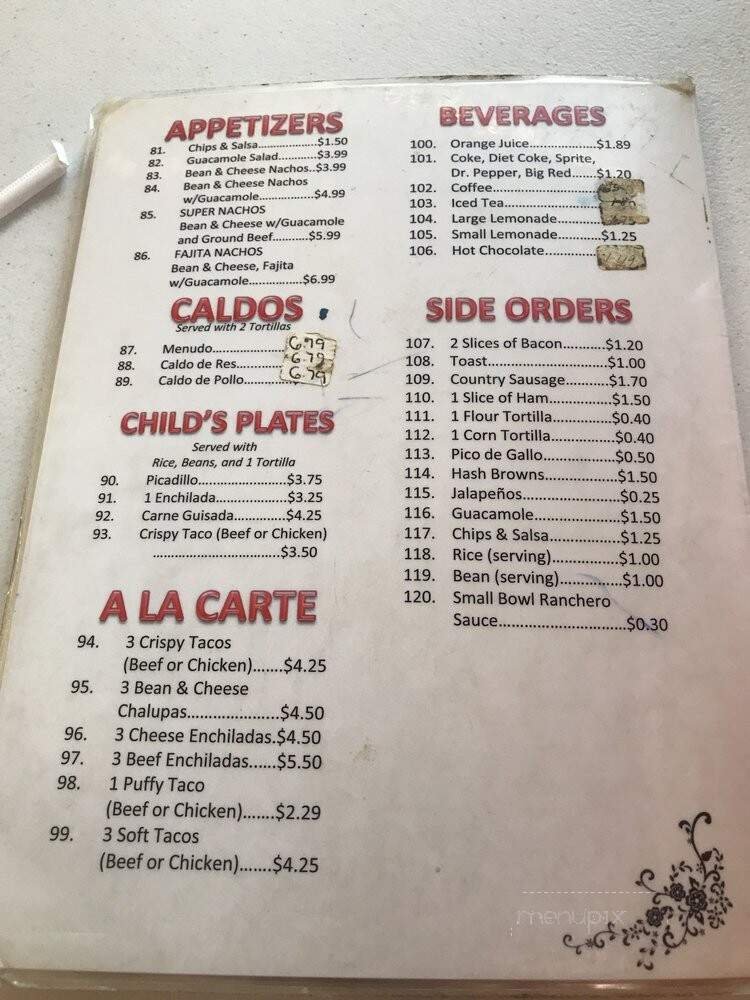 APPETIZERS
81. Chips & Salsa..................$1.50
82. Guacamole Salad............$3.99
83. Bean & Cheese Nachos..$3.99
84. Bean & Cheese Nachos
w/Guacamole.................$4.99
85. SUPER NACHOS
Bean & Cheese w/Guacamole
and Ground Beef...........$5.99
86. FAJITA NACHOS
Bean & Cheese, Fajita
w/Guacamole................$6.99
CALDOS
Served with 2 Tortillas
87. Menudo.................... 6.79
88. Caldo de Res.............. 6.79
89. Caldo de Pollo............ 6.79
CHILD'S PLATES
Served with
Rice, Beans, and 1 Tortilla
90. Picadillo........................$3.75
91. 1 Enchilada...................$3.25
92. Carne Guisada..............$4.25
93. Crispy Taco (Beef or Chicken)
...................................$3.50
A LA CARTE
94. 3 Crispy Tacos
(Beef or Chicken).......$4.25
95. 3 Bean & Cheese
Chalupas......................$4.50
96. 3 Cheese Enchiladas.$4.50
97. 3 Beef Enchiladas......$5.50
98. 1 Puffy Taco
(Beef or Chicken).......$2.29
99. 3 Soft Tacos
(Beef or Chicken).......$4.25
BEVERAGES
100. Orange Juice................$1.89
101. Coke, Diet Coke, Sprite,
Dr. Pepper, Big Red......$1.20
102. Coffee..........................
103. Iced Tea.......................
104. Large Lemonade..........
105. Small Lemonade..........$1.25
106. Hot Chocolate.............
SIDE ORDERS
107. 2 Slices of Bacon..........$1.20
108. Toast............................$1.00
109. Country Sausage..........$1.70
110. 1 Slice of Ham..............$1.50
111. 1 Flour Tortilla..............$0.40
112. 1 Corn Tortilla..............$0.40
113. Pico de Gallo................$0.50
114. Hash Browns................$1.50
115. Jalapeños.....................$0.25
116. Guacamole...................$1.50
117. Chips & Salsa................$1.25
118. Rice (serving)................$1.00
119. Bean (serving)...............$1.00
120. Small Bowl Ranchero
Sauce............................$0.30
menupix